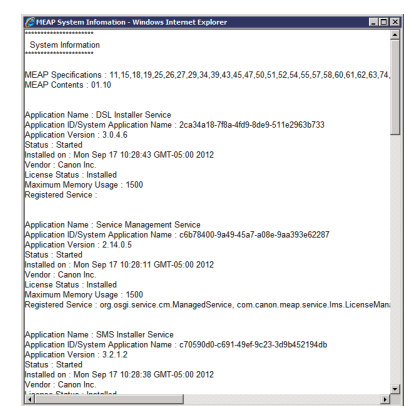 MEAP System Infomation - Windows Internet Explorer
**********************
System Information
**********************
MEAP Specifications : 11,15,18,19,25,26,27,29,34,39,43,45,47,50,51,52,54,55,57,58,60,61,62,63,74,
MEAP Contents : 01.10
Application Name : DSL Installer Service
Application ID/System Application Name : 2ca34a18-7f8a-4fd9-8de9-511e2963b733
Application Version : 3.0.4.6
Status : Started
Installed on : Mon Sep 17 10:28:43 GMT-05:00 2012
Vendor : Canon Inc.
License Status : Installed
Maximum Memory Usage : 1500
Registered Service :
Application Name : Service Management Service
Application ID/System Application Name : c6b78400-9a49-45a7-a08e-9aa393e62287
Application Version : 2.14.0.5
Status : Started
Installed on : Mon Sep 17 10:28:11 GMT-05:00 2012
Vendor : Canon Inc.
License Status : Installed
Maximum Memory Usage : 1500
Registered Service : org.osgi.service.cm.ManagedService, com.canon.meap.service.lms.LicenseMana
Application Name : SMS Installer Service
Application ID/System Application Name : c70590d0-c691-49ef-9c23-3d9b452194db
Application Version : 3.2.1.2
Status : Started
Installed on : Mon Sep 17 10:28:38 GMT-05:00 2012
Vendor : Canon Inc.
License Status : Installed